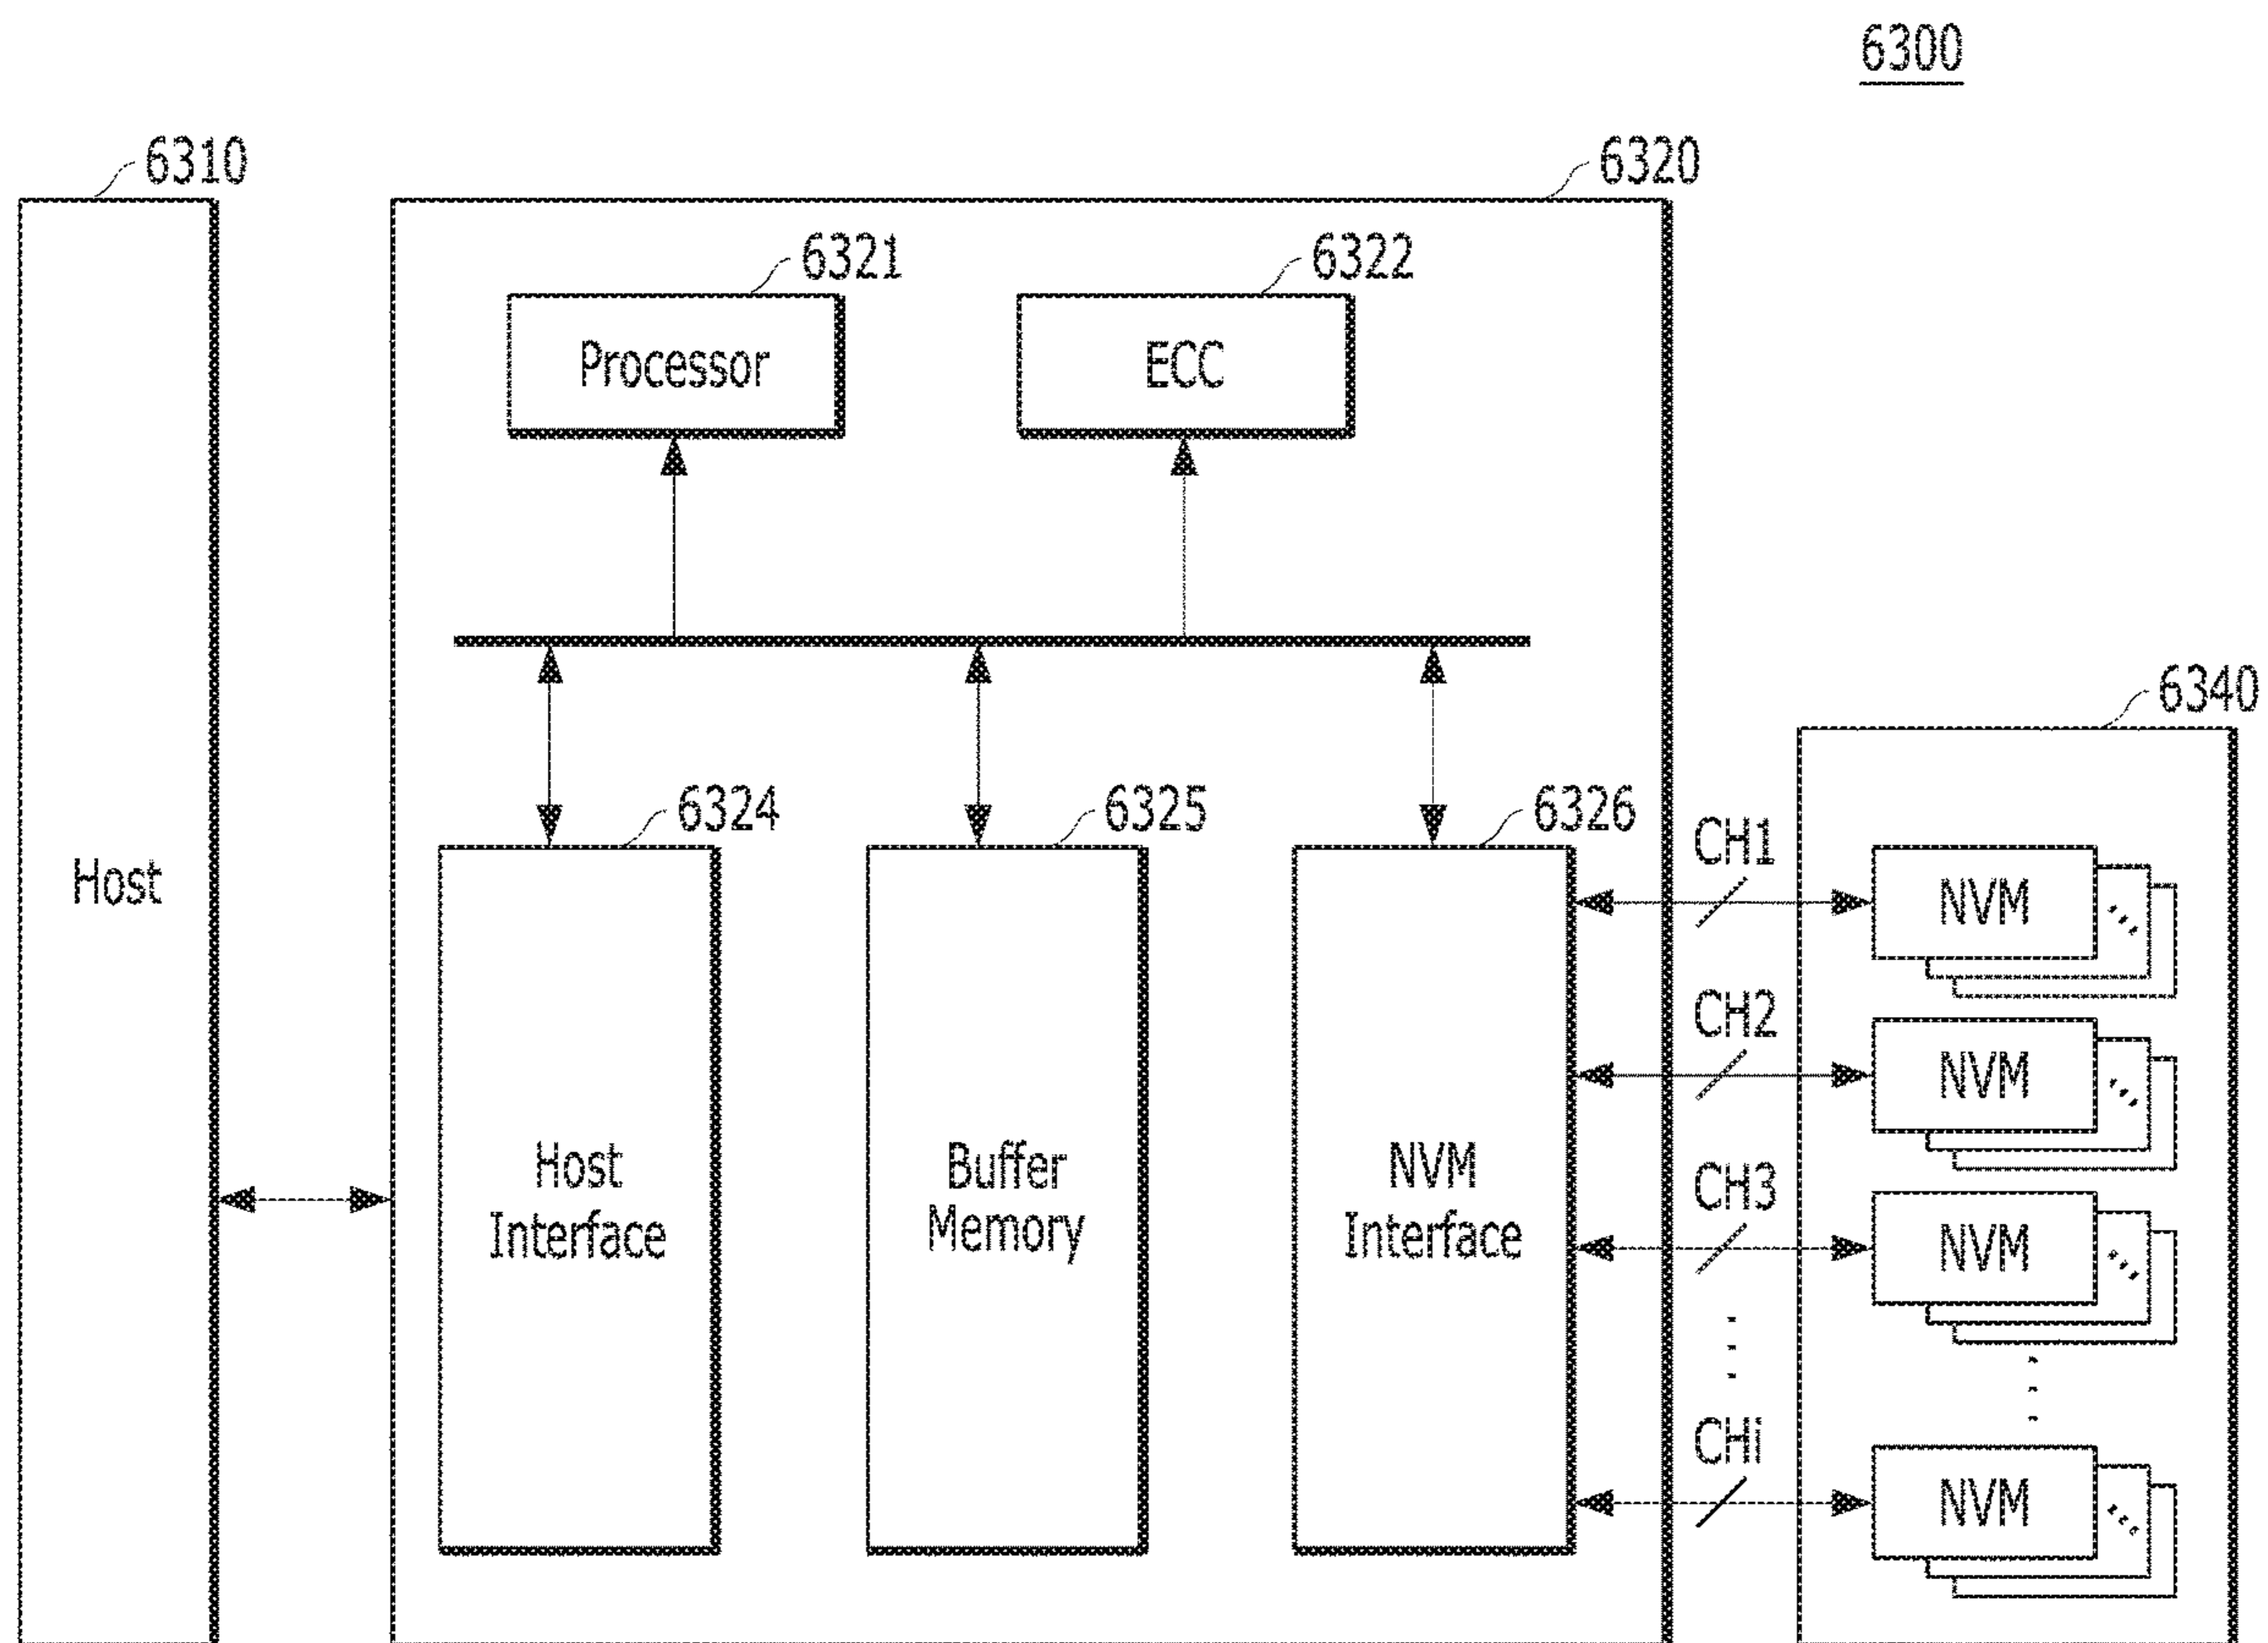 6300
6310
6320
6321
6322
Processor
ECC
6340
6324
6325
6326
CH1
Host
NVM
CH2
NVM
Host
Interface
Buffer
Memory
NVM
Interface
CH3
NVM
CHi
NVM